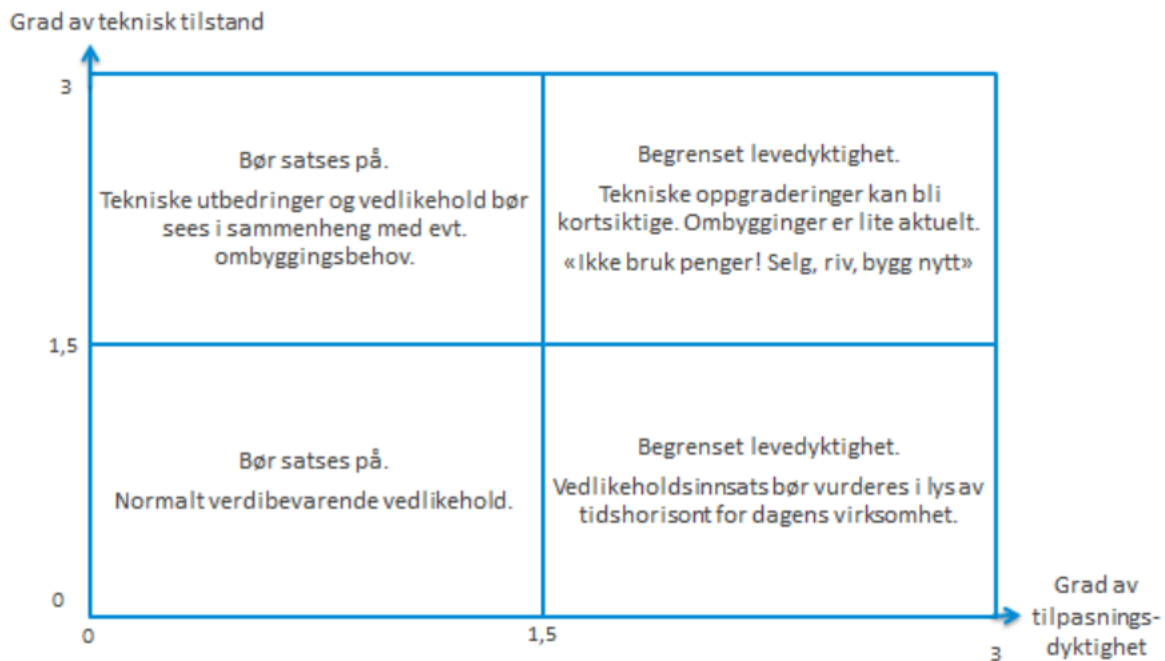 Grad av teknisk tilstand
3
Bør satses på.
Tekniske utbedringer og vedlikehold bør
sees i sammenheng med evt.
ombyggingsbehov.
Begrenset levedyktighet.
Tekniske oppgraderinger kan bli
kortsiktige. Ombygginger er lite aktuelt.
«Ikke bruk penger! Selg, riv, bygg nytt»
1,5
Bør satses på.
Normalt verdibevarende vedlikehold.
Begrenset levedyktighet.
Vedlikeholdsinnsats bør vurderes i lys av
tidshorisont for dagens virksomhet.
0
0
1,5
3
Grad av
tilpasnings-
dyktighet